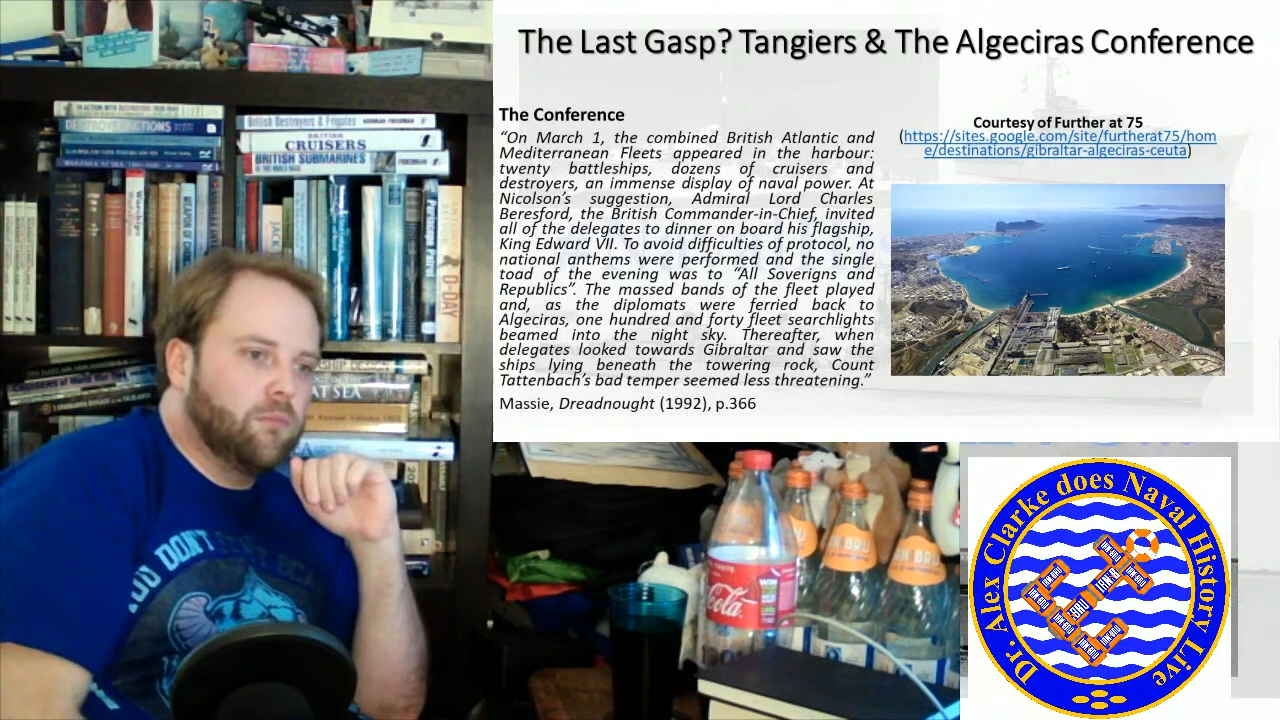 The Last Gasp? Tangiers & The Algeciras Conference
The Conference
“On March 1, the combined British Atlantic and
Mediterranean Fleets appeared in the harbour:
twenty battleships, dozens of cruisers and
destroyers, an immense display of naval power. At
Nicolson’s suggestion, Admiral Lord Charles
Beresford, the British Commander-in-Chief, invited
all of the delegates to dinner on board his flagship,
King Edward VII. To avoid difficulties of protocol, no
national anthems were performed and the single
toad of the evening was to “All Soverigns and
Republics”. The massed bands of the fleet played
and, as the diplomats were ferried back to
Algeciras, one hundred and forty fleet searchlights
beamed into the night sky. Thereafter, when
delegates looked towards Gibraltar and saw the
ships lying beneath the towering rock, Count
Tattenbach’s bad temper seemed less threatening.”
Massie, Dreadnought (1992), p.366
Courtesy of Further at 75
(https://sites.google.com/site/furtherat75/hom
e/destinations/gibraltar-algeciras-ceuta)
British Destroyers & Frigates
BRITISH
CRUISERS
BRITISH SUBMARINES
FRIEDMAN
D-DAY
AT SEA
YOU DON'T
Coca-Cola
Dr. Alex Clarke does Naval History Live
IRN-BRU